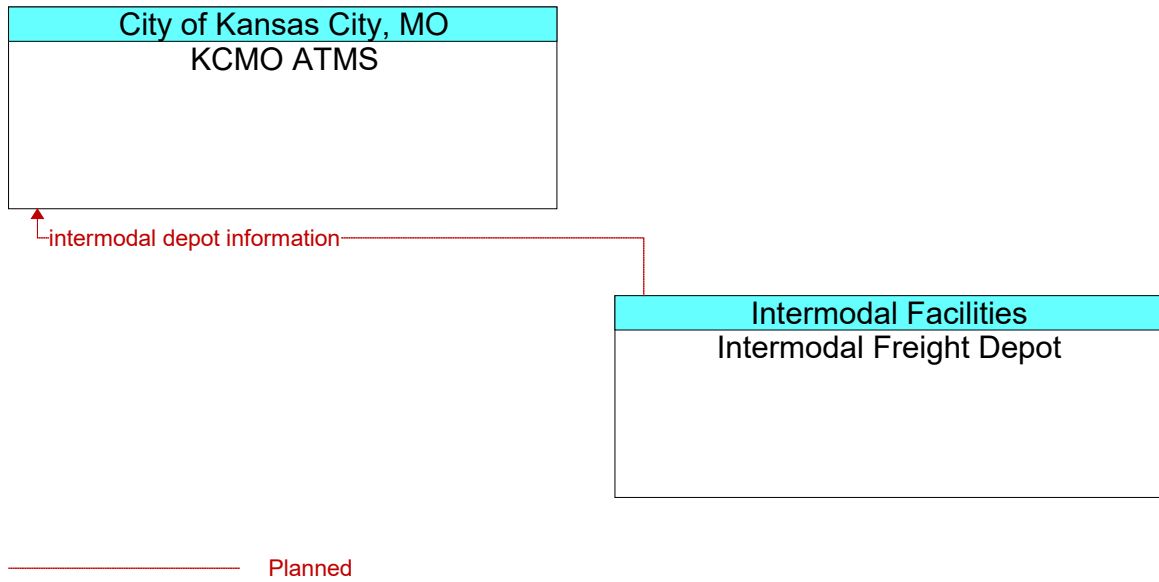 City of Kansas City, MO
KCMO ATMS
intermodal depot information
Intermodal Facilities
Intermodal Freight Depot
Planned